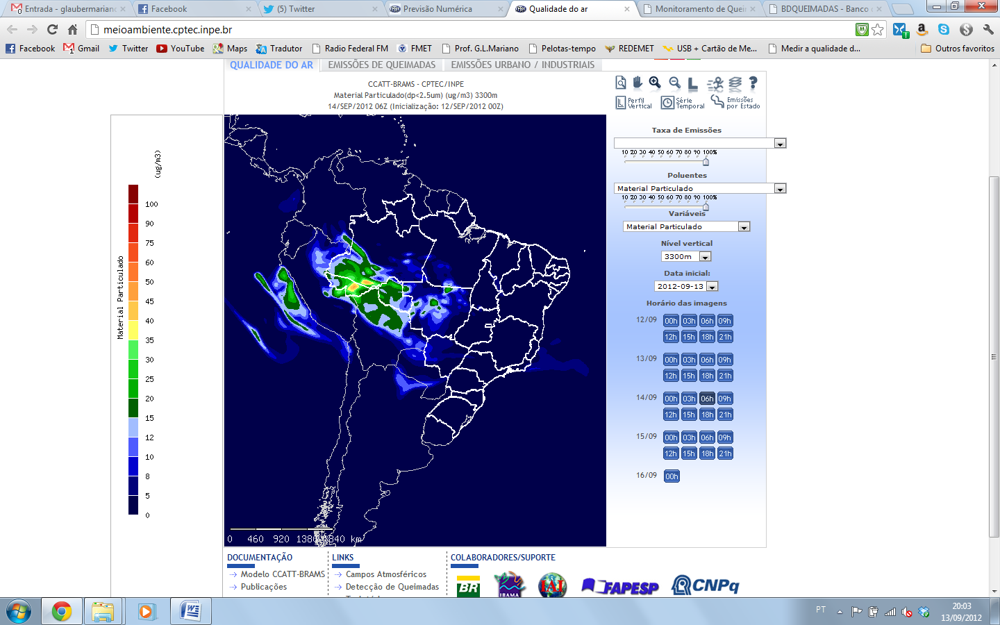 Entrada - glaubermarian
Facebook
(5) Twitter
Previsão Numérica
Qualidade do ar
Monitoramento de Quei
BDQUEIMADAS - Banco
meioambiente.cptec.inpe.br
Facebook Gmail Twitter YouTube Maps Tradutor Radio Federal FM FMET Prof. G.L.Mariano Pelotas-tempo REDEMET USB + Cartão de Me... Medir a qualidade d... Outros favoritos
QUALIDADE DO AR EMISSÕES DE QUEIMADAS EMISSÕES URBANO / INDUSTRIAIS
CCATT-BRAMS - CPTEC/INPE
Material Particulado(dp<2.5um) (ug/m3) 3300m
14/SEP/2012 06Z (Inicialização: 12/SEP/2012 00Z)
Material Particulado
(ug/m3)
100
90
75
60
50
45
40
35
30
25
20
15
12
10
8
5
0
0 460 920 1380 1840 km
Perfil Vertical
Série Temporal
Emissões por Estado
Taxa de Emissões
10 20 30 40 50 60 70 80 90 100%
Poluentes
Material Particulado
10 20 30 40 50 60 70 80 90 100%
Variáveis
Material Particulado
Nível vertical
3300m
Data inicial:
2012-09-13
Horário das imagens
12/09 00h 03h 06h 09h
12h 15h 18h 21h
13/09 00h 03h 06h 09h
12h 15h 18h 21h
14/09 00h 03h 06h 09h
12h 15h 18h 21h
15/09 00h 03h 06h 09h
12h 15h 18h 21h
16/09 00h
DOCUMENTAÇÃO
Modelo CCATT-BRAMS
Publicações
LINKS
Campos Atmosféricos
Detecção de Queimadas
COLABORADORES/SUPORTE
BR IBAMA IAI FAPESP CNPq
PT
20:03
13/09/2012